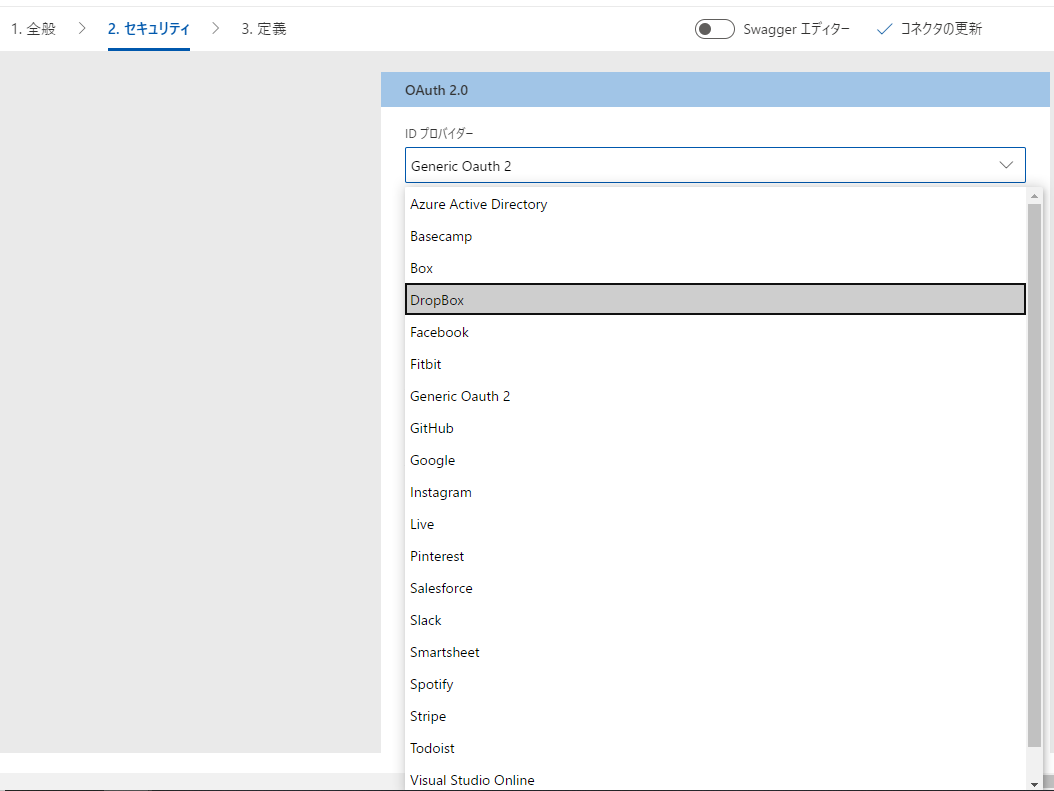 1. 全般 2. セキュリティ 3. 定義 Swagger エディター コネクタの更新
OAuth 2.0
ID プロバイダー
Generic Oauth 2
Azure Active Directory
Basecamp
Box
DropBox
Facebook
Fitbit
Generic Oauth 2
GitHub
Google
Instagram
Live
Pinterest
Salesforce
Slack
Smartsheet
Spotify
Stripe
Todoist
Visual Studio Online